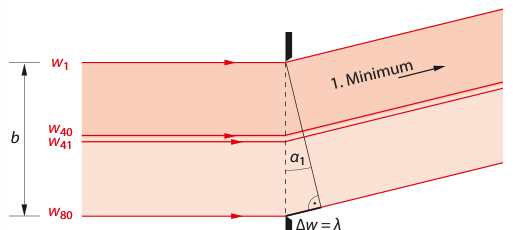 w₁
1. Minimum
w₄₀
b
w₄₁
α₁
w₈₀
Δw = λ